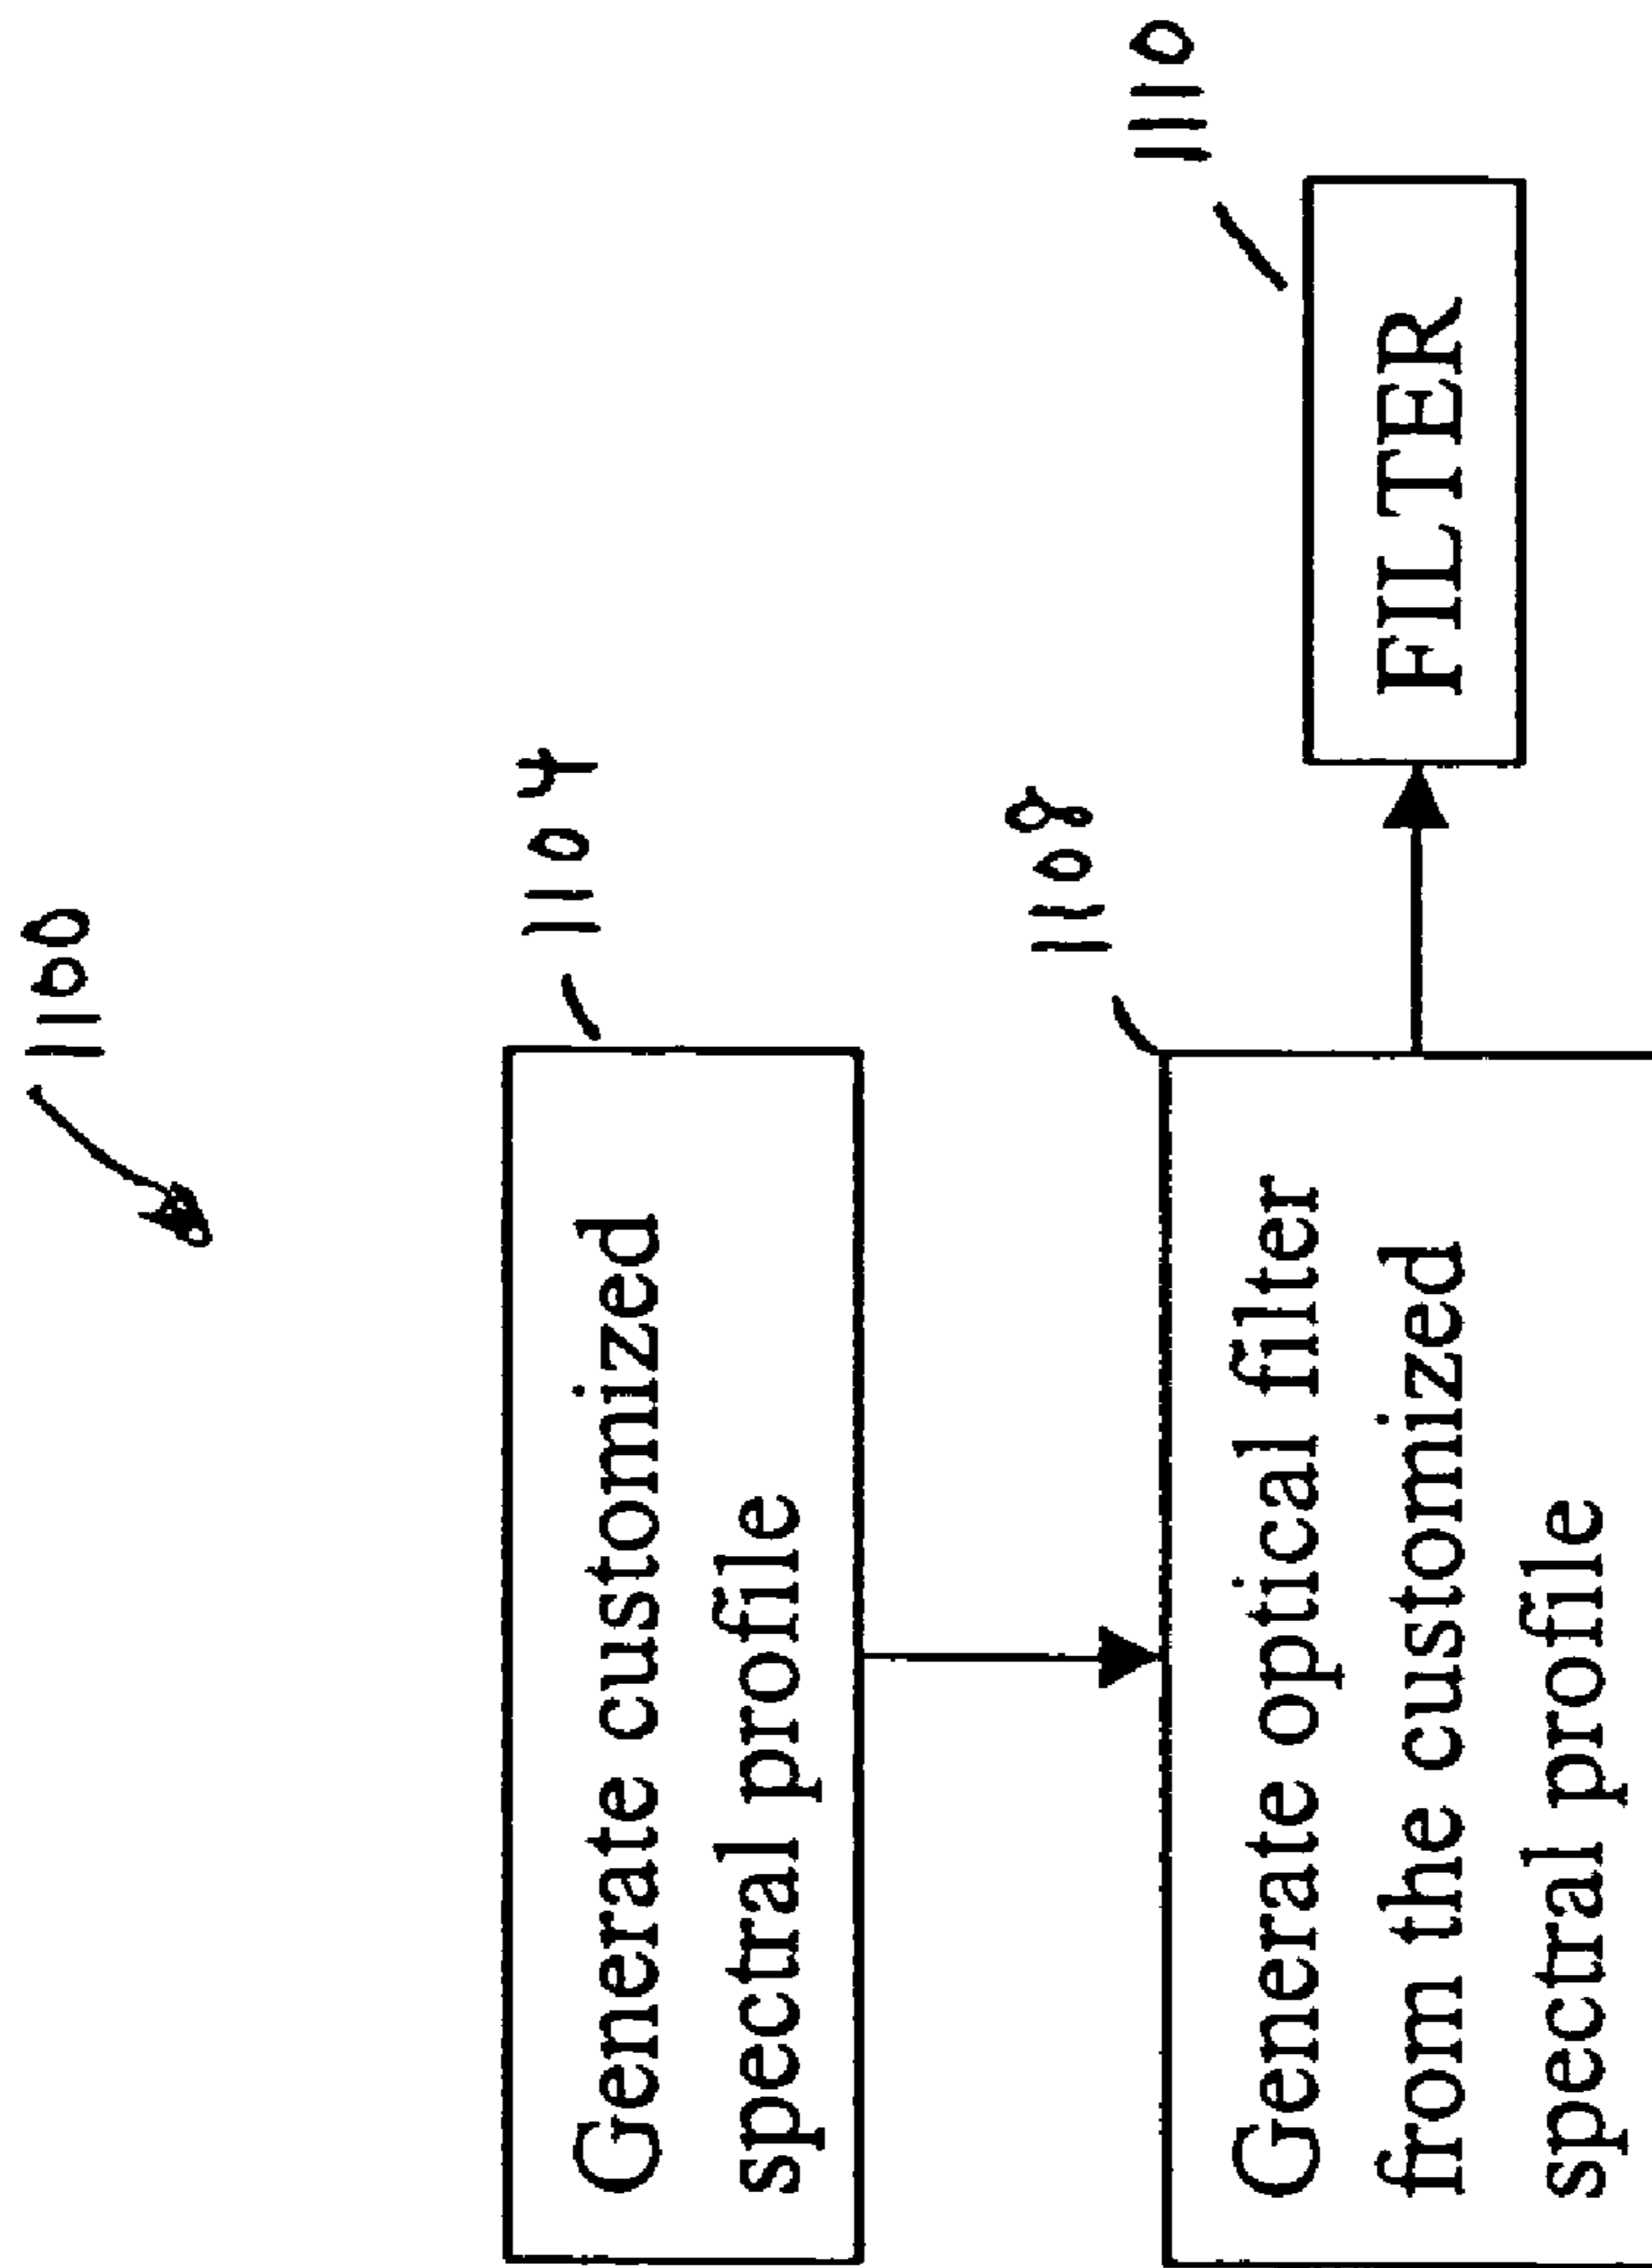 1100
1104
Generate customized
spectral profile
1108
Generate optical filter
from the customized
spectral profile
1110
FILTER